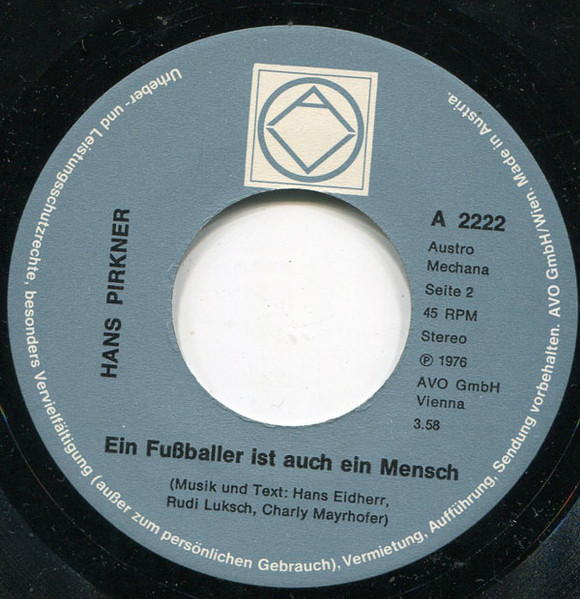 HANS PIRKNER
A 2222
Austro
Mechana
Seite 2
45 RPM
Stereo
℗ 1976
AVO GmbH
Vienna
3.58
Ein Fußballer ist auch ein Mensch
(Musik und Text: Hans Eidherr,
Rudi Luksch, Charly Mayrhofer)
Urheber- und Leistungsschutzrechte, besonders Vervielfältigung (außer zum persönlichen Gebrauch), Vermietung, Aufführung, Sendung vorbehalten. AVO GmbH/Wien. Made in Austria.